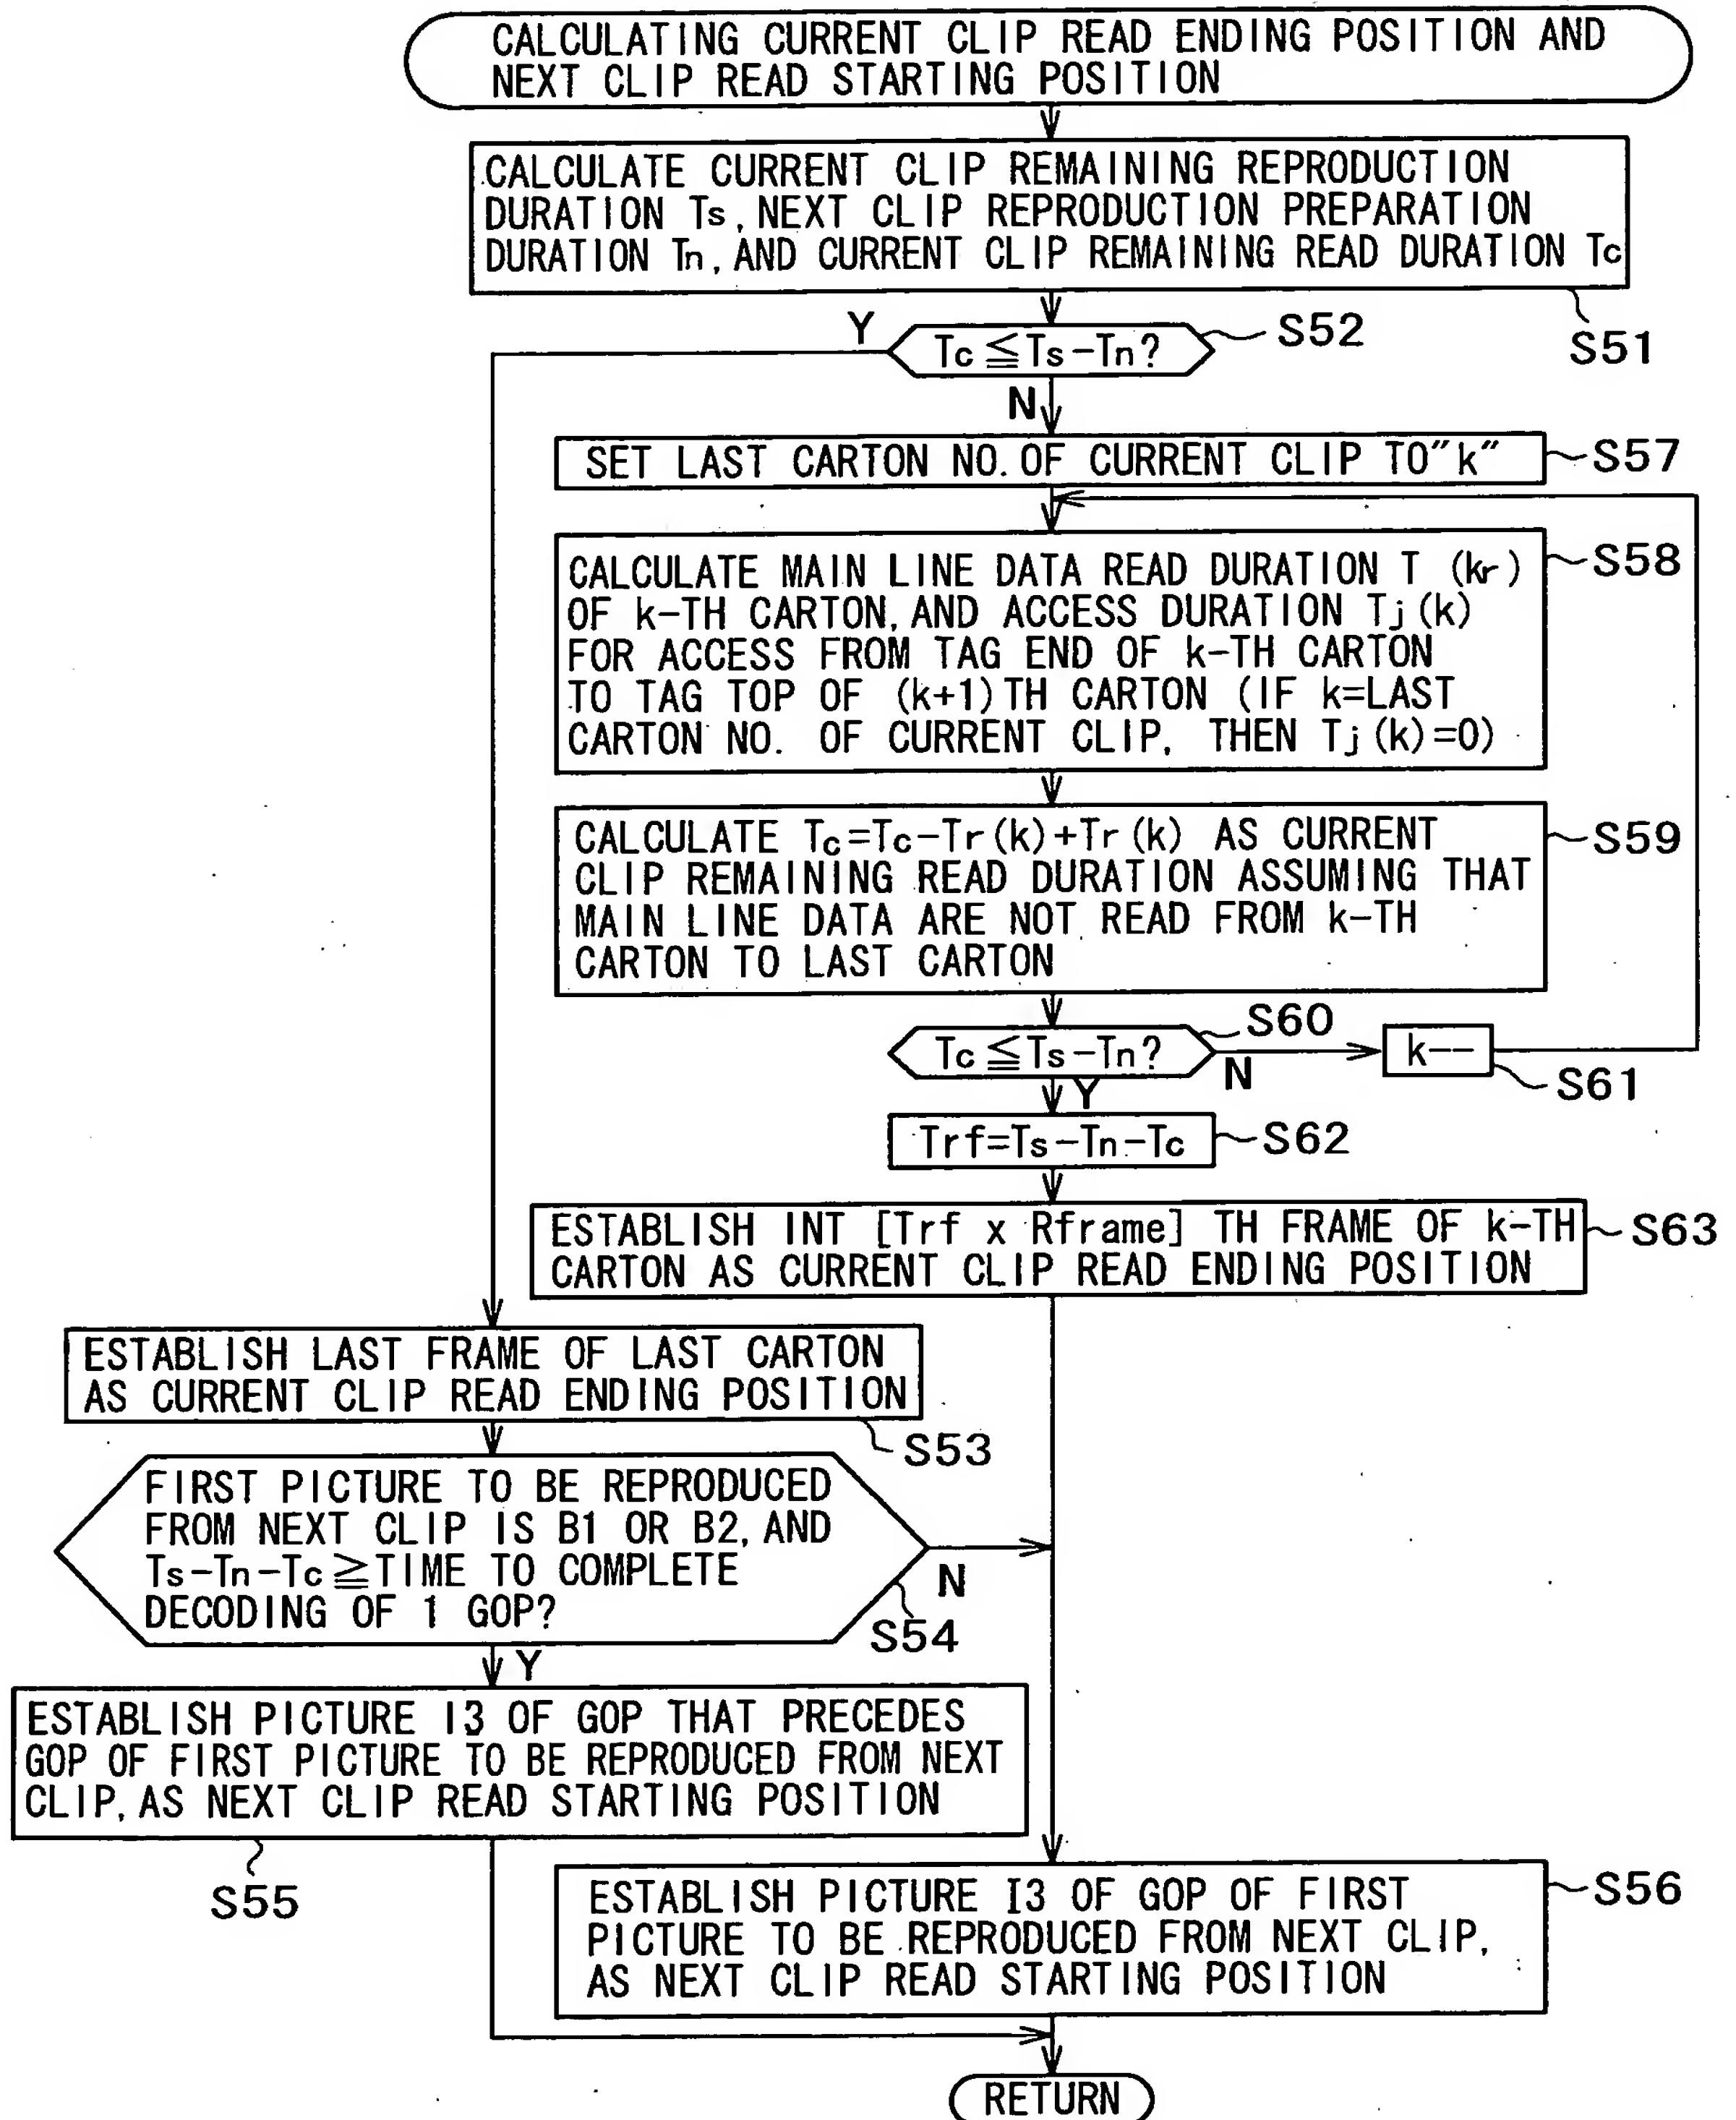 CALCULATING CURRENT CLIP READ ENDING POSITION AND
NEXT CLIP READ STARTING POSITION
CALCULATE CURRENT CLIP REMAINING REPRODUCTION
DURATION Ts, NEXT CLIP REPRODUCTION PREPARATION
DURATION Tn, AND CURRENT CLIP REMAINING READ DURATION Tc
S51
Y
Tc≦Ts-Tn?
S52
N
SET LAST CARTON NO. OF CURRENT CLIP TO"k"
S57
CALCULATE MAIN LINE DATA READ DURATION T (kr)
OF k-TH CARTON, AND ACCESS DURATION Tj(k)
FOR ACCESS FROM TAG END OF k-TH CARTON
TO TAG TOP OF (k+1)TH CARTON (IF k=LAST
CARTON NO. OF CURRENT CLIP, THEN Tj(k)=0)
S58
CALCULATE Tc=Tc-Tr(k)+Tr(k) AS CURRENT
CLIP REMAINING READ DURATION ASSUMING THAT
MAIN LINE DATA ARE NOT READ FROM k-TH
CARTON TO LAST CARTON
S59
Tc≦Ts-Tn?
S60
N
k--
S61
Y
Trf=Ts-Tn-Tc
S62
ESTABLISH INT [Trf x Rframe] TH FRAME OF k-TH
CARTON AS CURRENT CLIP READ ENDING POSITION
S63
ESTABLISH LAST FRAME OF LAST CARTON
AS CURRENT CLIP READ ENDING POSITION
S53
FIRST PICTURE TO BE REPRODUCED
FROM NEXT CLIP IS B1 OR B2, AND
Ts-Tn-Tc≧TIME TO COMPLETE
DECODING OF 1 GOP?
N
S54
Y
ESTABLISH PICTURE I3 OF GOP THAT PRECEDES
GOP OF FIRST PICTURE TO BE REPRODUCED FROM NEXT
CLIP, AS NEXT CLIP READ STARTING POSITION
S55
ESTABLISH PICTURE I3 OF GOP OF FIRST
PICTURE TO BE REPRODUCED FROM NEXT CLIP,
AS NEXT CLIP READ STARTING POSITION
S56
RETURN